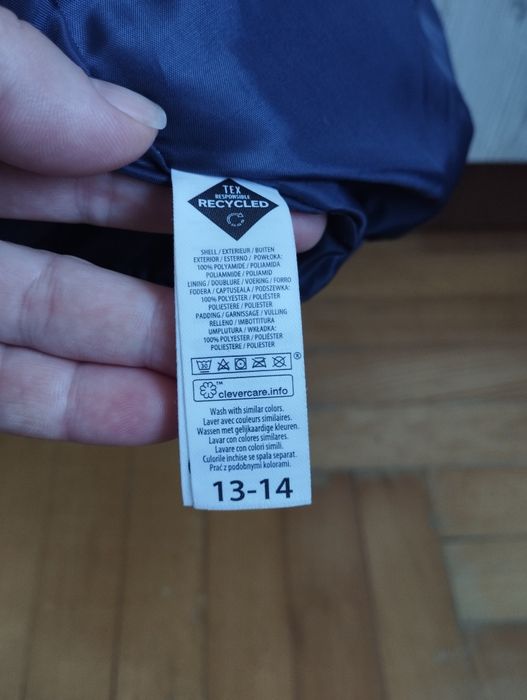 TEX
RESPONSIBLE
RECYCLED
SHELL / EXTERIEUR / BUITEN
EXTERIOR / ESTERNO / POWŁOKA:
100% POLYAMIDE / POLIAMIDA
POLIAMMIDE / POLIAMID
LINING / DOUBLURE / VOERING / FORRO
FODERA / CAPTUSEALA / PODSZEWKA:
100% POLYESTER / POLIÉSTER
POLIESTERE / POLIESTER
PADDING / GARNISSAGE / VULLING
RELLENO / IMBOTTITURA
UMPLUTURA / WKŁADKA:
100% POLYESTER / POLIÉSTER
POLIESTERE / POLIESTER
®
clevercare.info
Wash with similar colors.
Laver avec couleurs similaires.
Wassen met gelijkaardige kleuren.
Lavar con colores similares.
Lavare con colori simili.
Culorile inchise se spala separat.
Prać z podobnymi kolorami.
13-14